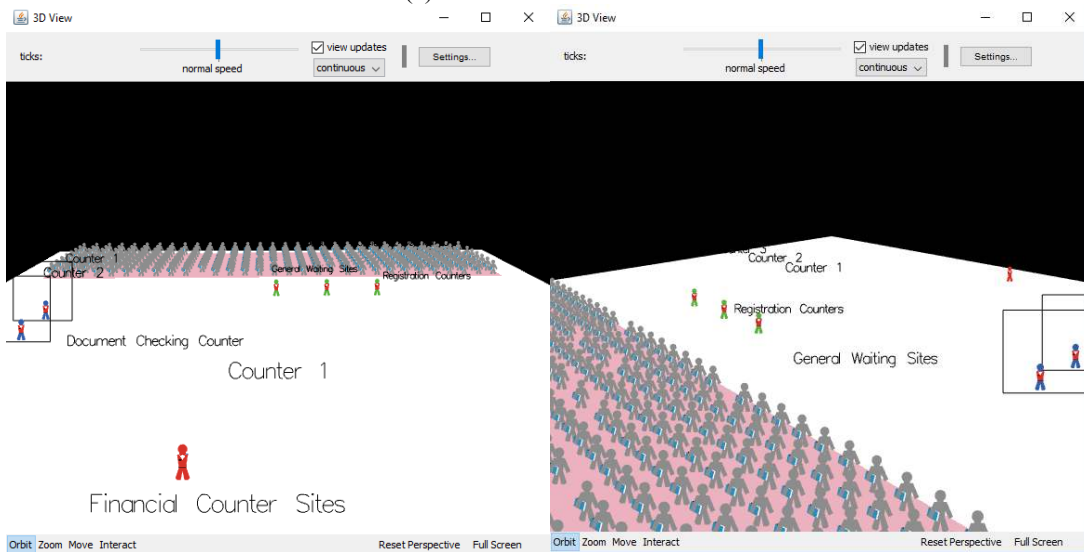 3D View
ticks:
normal speed
view updates
continuous
Settings...
Counter 1
Counter 2
General Waiting Sites
Registration Counters
Document Checking Counter
Counter 1
Financial Counter Sites
Orbit Zoom Move Interact
Reset Perspective Full Screen
3D View
ticks:
normal speed
view updates
continuous
Settings...
Counter 2
Counter 1
Registration Counters
General Waiting Sites
Orbit Zoom Move Interact
Reset Perspective Full Screen